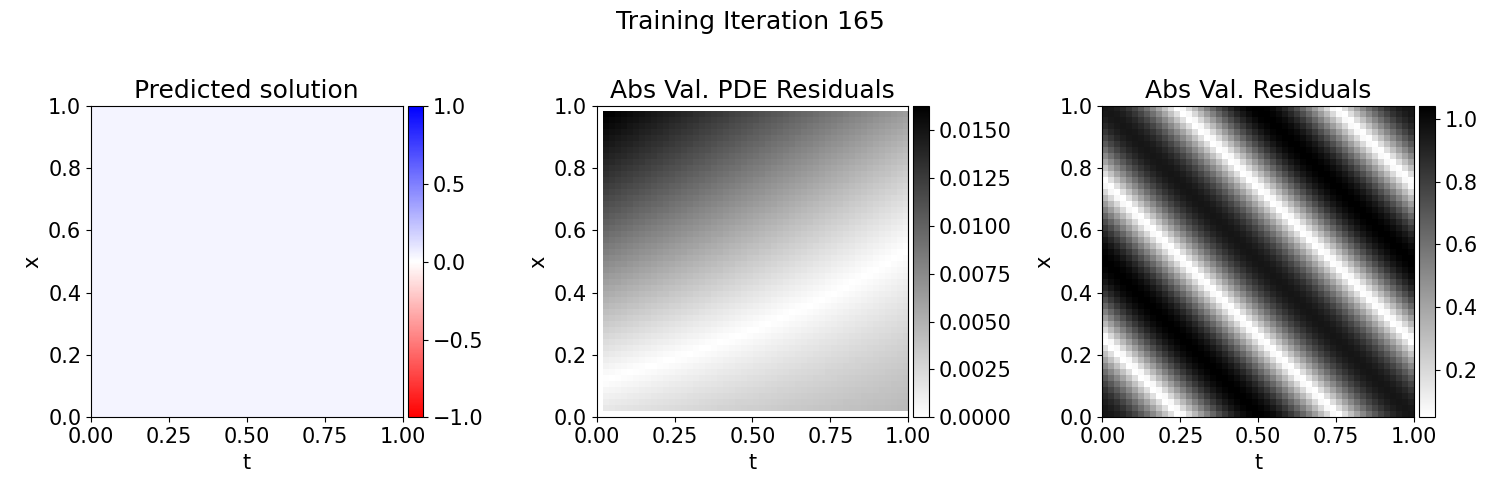 Training Iteration 165
Predicted solution
Abs Val. PDE Residuals
Abs Val. Residuals
1.0
0.8
0.6
0.4
0.2
0.0
x
0.00 0.25 0.50 0.75 1.00
t
1.0
0.5
0.0
−0.5
−1.0
1.0
0.8
0.6
0.4
0.2
0.0
x
0.00 0.25 0.50 0.75 1.00
t
0.0150
0.0125
0.0100
0.0075
0.0050
0.0025
0.0000
1.0
0.8
0.6
0.4
0.2
0.0
x
0.00 0.25 0.50 0.75 1.00
t
1.0
0.8
0.6
0.4
0.2